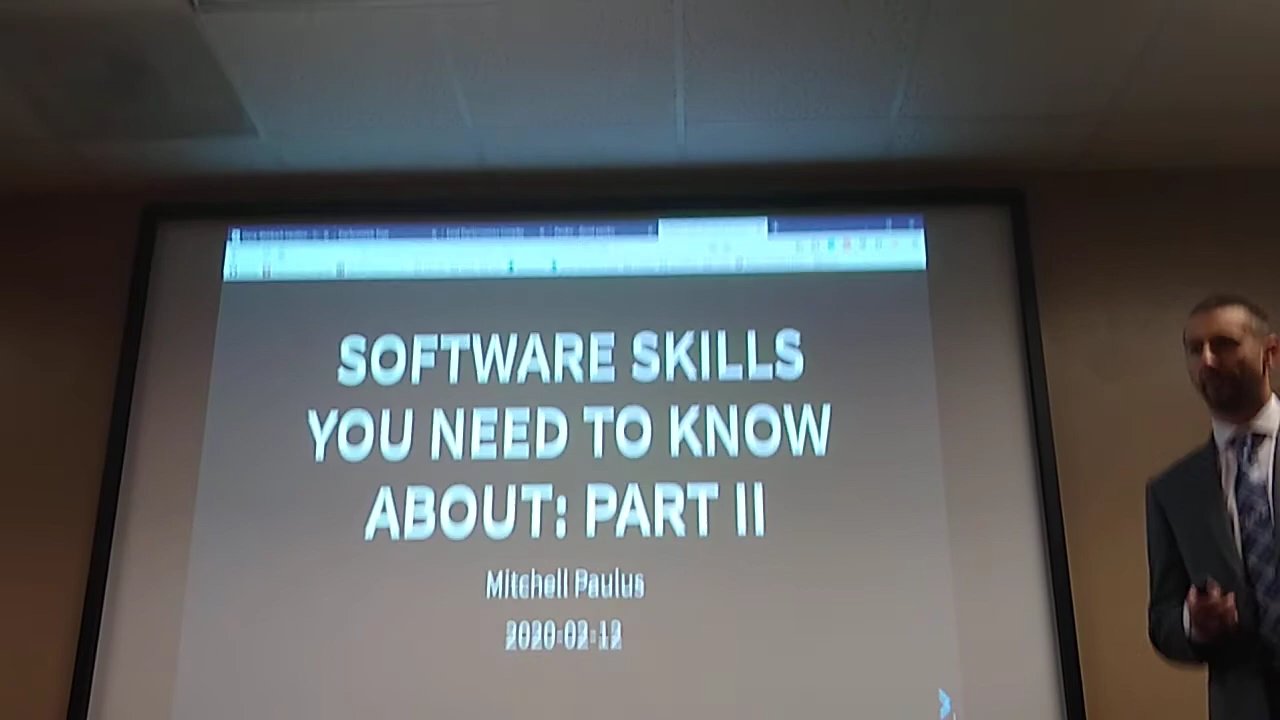 SOFTWARE SKILLS
YOU NEED TO KNOW
ABOUT: PART II
Mitchell Paulus
2020-02-12